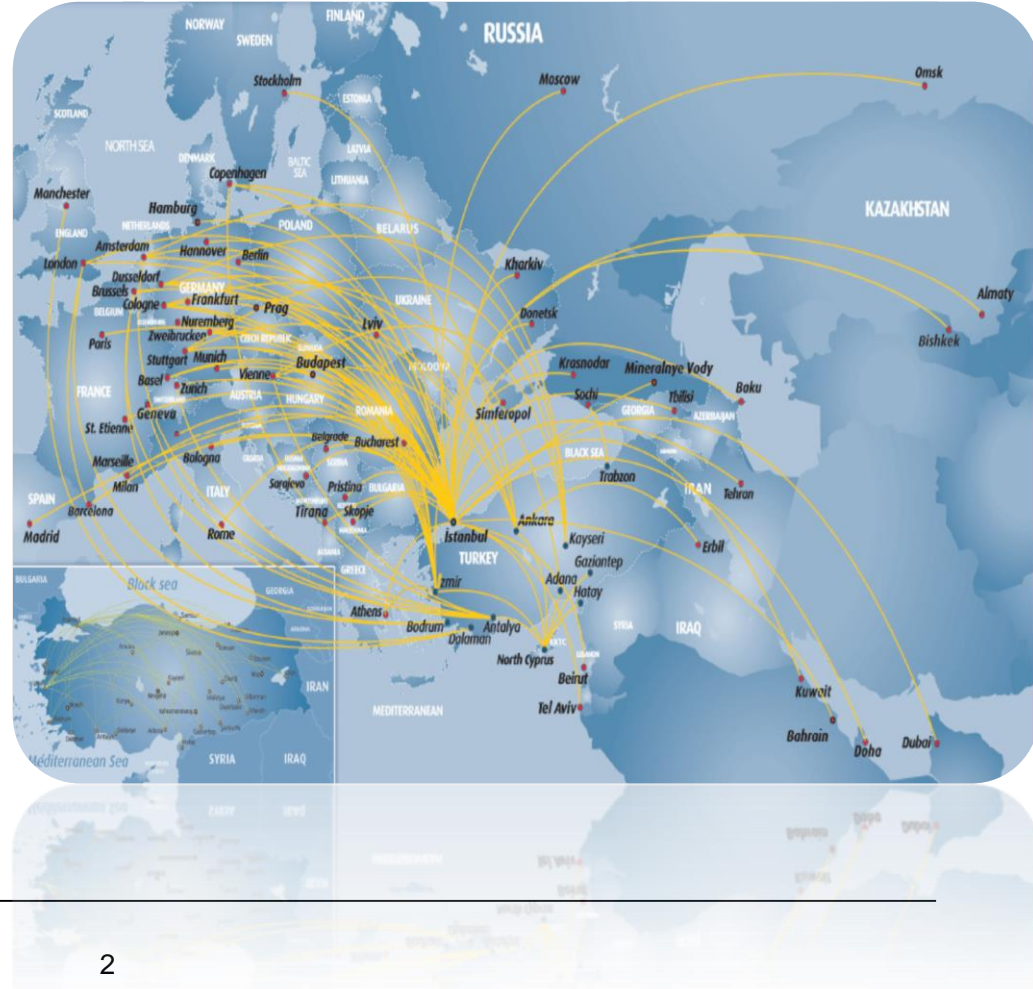 NORWAY
FINLAND
SWEDEN
RUSSIA
Stockholm
Moscow
Omsk
ESTONIA
SCOTLAND
NORTH SEA
LATVIA
DENMARK
BALTIC
SEA
LITHUANIA
Copenhagen
Manchester
Hamburg
KAZAKHSTAN
ENGLAND
NETHERLANDS
POLAND
BELARUS
Amsterdam
Hannover
Berlin
London
Kharkiv
Dusseldorf
Brussels
GERMANY
Almaty
Cologne
Frankfurt
Prag
UKRAINE
BELGIUM
Donetsk
Nuremberg
Lviv
Zweibrucken
CZECH REPUBLIC
Paris
Bishkek
Stuttgart
Munich
Budapest
MOLDOVA
Krasnodar
Mineralnye Vody
Basel
Zurich
Vienne
Baku
FRANCE
AUSTRIA
HUNGARY
Sochi
Tbilisi
Geneva
ROMANIA
Simferopol
GEORGIA
AZERBAIJAN
St. Etienne
Belgrade
Bucharest
Bologna
BLACK SEA
Marseille
SERBIA
Trabzon
Milan
Sarajevo
Pristina
BULGARIA
IRAN
Tehran
SPAIN
ITALY
Barcelona
Tirana
Skopje
Madrid
Rome
İstanbul
Ankara
Kayseri
Erbil
ALBANIA
TURKEY
Gaziantep
GREECE
Adana
Izmir
Hatay
Athens
Bodrum
Antalya
Dalaman
KKTC
SYRIA
IRAQ
North Cyprus
LEBANON
Beirut
Kuwait
MEDITERRANEAN
Tel Aviv
Bahrain
Doha
Dubai
BULGARIA
Black sea
GEORGIA
IRAN
SYRIA
IRAQ
Mediterranean Sea
2